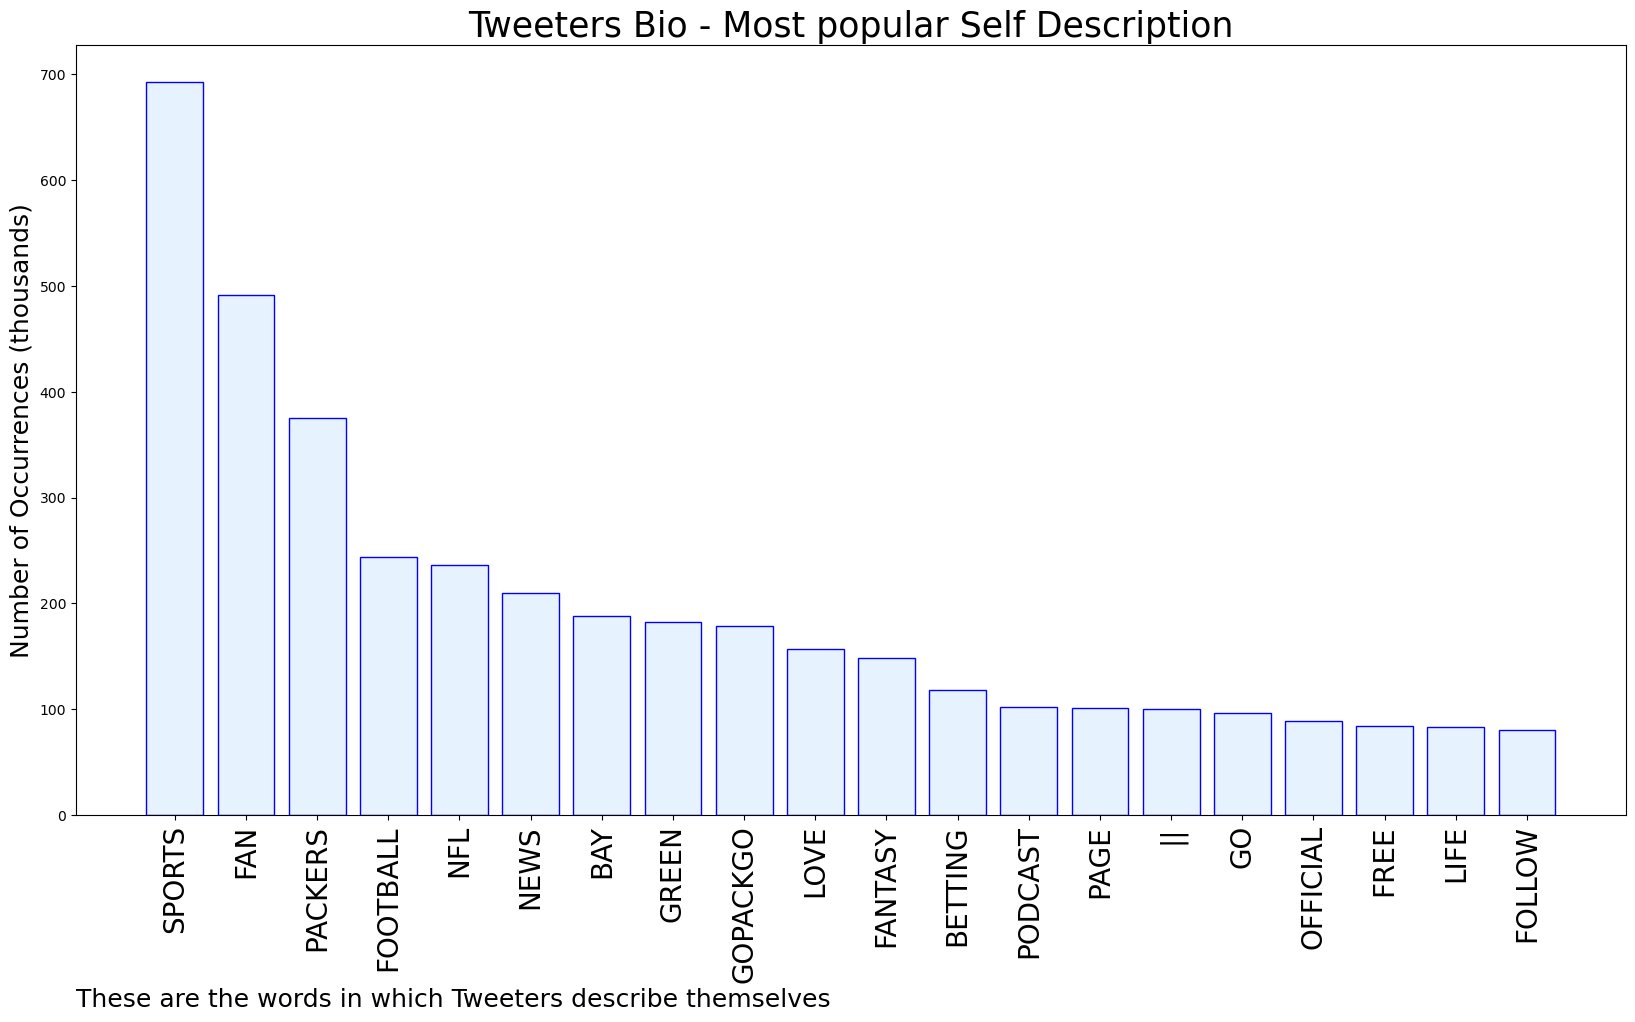 Tweeters Bio - Most popular Self Description
Number of Occurrences (thousands)
700
600
500
400
300
200
100
0
SPORTS
FAN
PACKERS
FOOTBALL
NFL
NEWS
BAY
GREEN
GOPACKGO
LOVE
FANTASY
BETTING
PODCAST
PAGE
||
GO
OFFICIAL
FREE
LIFE
FOLLOW
These are the words in which Tweeters describe themselves